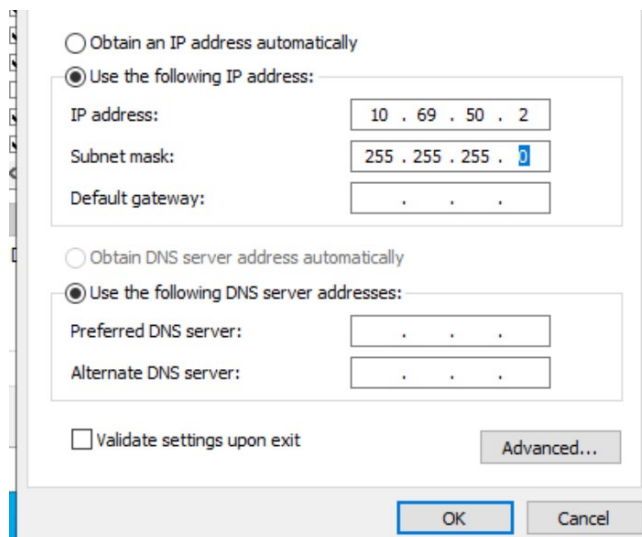 Obtain an IP address automatically
Use the following IP address:
IP address: 10 . 69 . 50 . 2
Subnet mask: 255 . 255 . 255 . 0
Default gateway: . . .
Obtain DNS server address automatically
Use the following DNS server addresses:
Preferred DNS server: . . .
Alternate DNS server: . . .
Validate settings upon exit
Advanced...
OK Cancel